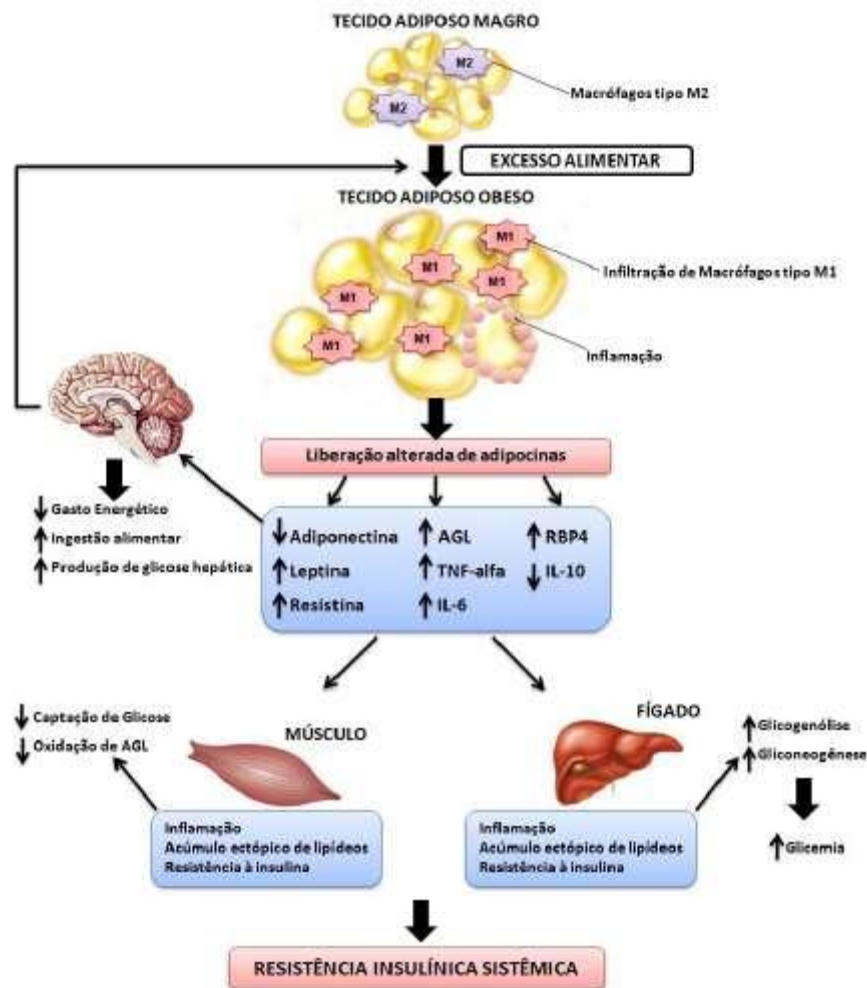 TECIDO ADIPOSO MAGRO
M2
M2
Macrófagos tipo M2
EXCESSO ALIMENTAR
TECIDO ADIPOSO OBESO
M1
M1
M1
M1
M1
M1
Infiltração de Macrófagos tipo M1
Inflamação
Liberação alterada de adipocinas
↓ Gasto Energético
↑ Ingestão alimentar
↑ Produção de glicose hepática
↓ Adiponectina
↑ Leptina
↑ Resistina
↑ AGL
↑ TNF-alfa
↑ IL-6
↑ RBP4
↓ IL-10
↓ Captação de Glicose
↓ Oxidação de AGL
MÚSCULO
Inflamação
Acúmulo ectópico de lipídeos
Resistência à insulina
FÍGADO
Inflamação
Acúmulo ectópico de lipídeos
Resistência à insulina
↑ Glicogenólise
↑ Gliconeogênese
↑ Glicemia
RESISTÊNCIA INSULÍNICA SISTÊMICA